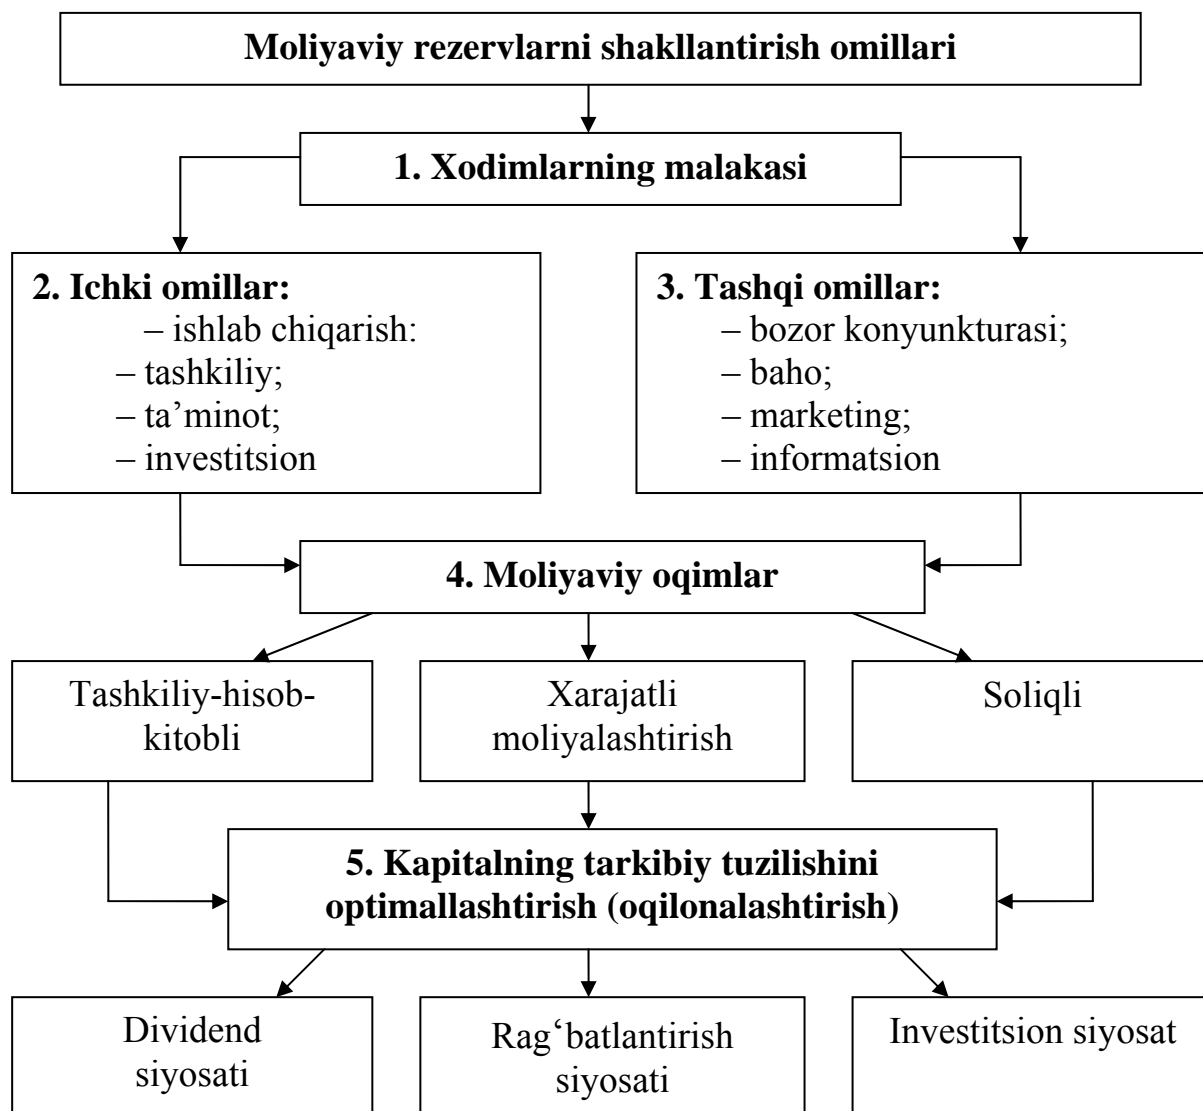 Moliyaviy rezervlarni shakllantirish omillari
1. Xodimlarning malakasi
2. Ichki omillar:
– ishlab chiqarish:
– tashkiliy;
– ta’minot;
– investitsion
3. Tashqi omillar:
– bozor konyunkturasi;
– baho;
– marketing;
– informatsion
4. Moliyaviy oqimlar
Tashkiliy-hisob-
kitobli
Xarajatli
moliyalashtirish
Soliqli
5. Kapitalning tarkibiy tuzilishini
optimallashtirish (oqilonalashtirish)
Dividend
siyosati
Rag‘batlantirish
siyosati
Investitsion siyosat